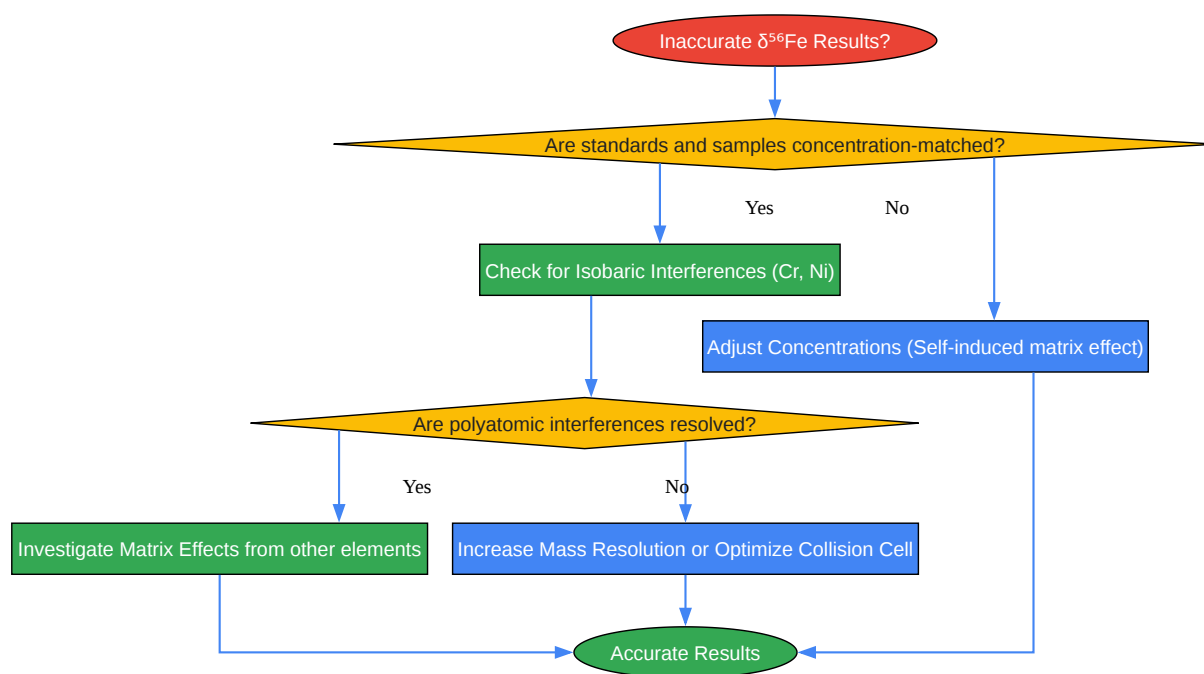 Inaccurate δ⁵⁶Fe Results?
Are standards and samples concentration-matched?
Yes
No
Check for Isobaric Interferences (Cr, Ni)
Adjust Concentrations (Self-induced matrix effect)
Are polyatomic interferences resolved?
Yes
No
Investigate Matrix Effects from other elements
Increase Mass Resolution or Optimize Collision Cell
Accurate Results